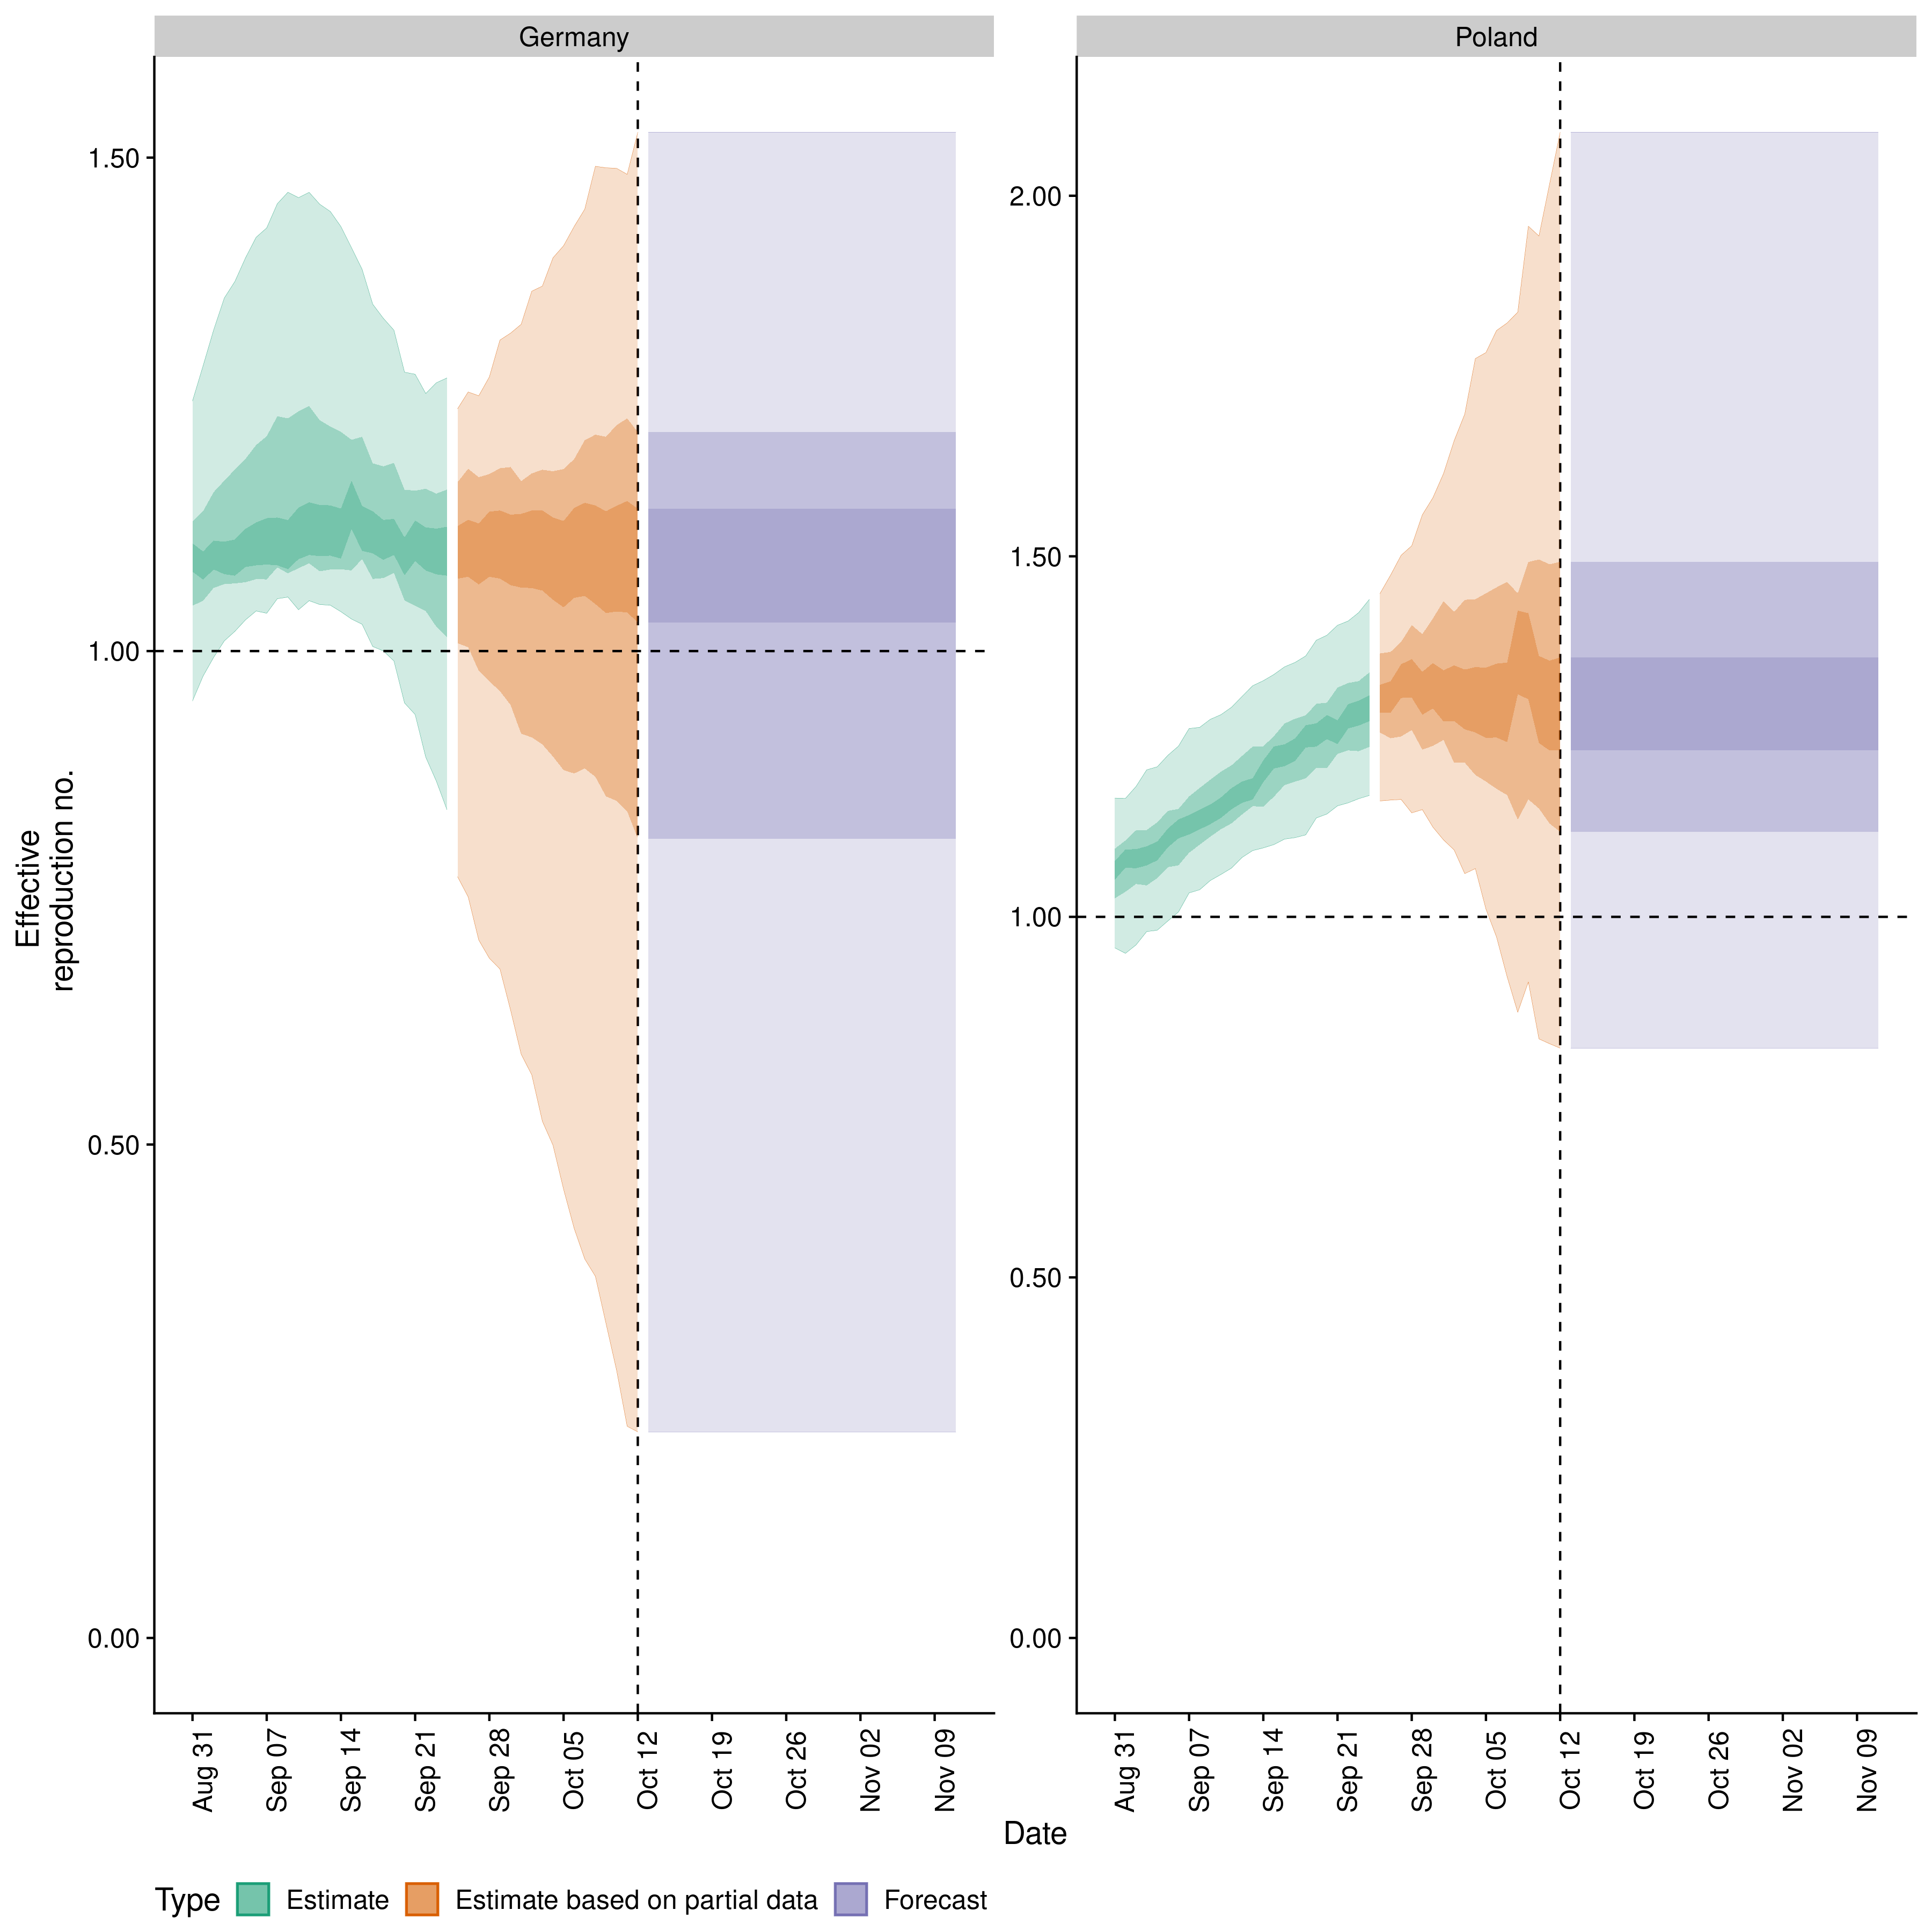 Germany
Poland
Effective
reproduction no.
1.50
1.00
0.50
0.00
2.00
1.50
1.00
0.50
0.00
Aug 31
Sep 07
Sep 14
Sep 21
Sep 28
Oct 05
Oct 12
Oct 19
Oct 26
Nov 02
Nov 09
Aug 31
Sep 07
Sep 14
Sep 21
Sep 28
Oct 05
Oct 12
Oct 19
Oct 26
Nov 02
Nov 09
Date
Type Estimate Estimate based on partial data Forecast